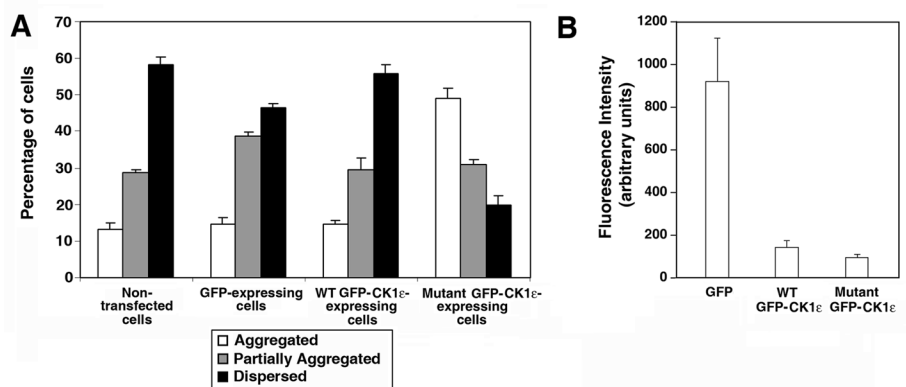 A
Percentage of cells
70
60
50
40
30
20
10
0
Non-
transfected
cells
GFP-expressing
cells
WT GFP-CK1ε-
expressing cells
Mutant GFP-CK1ε-
expressing cells
Aggregated
Partially Aggregated
Dispersed
B
Fluorescence Intensity
(arbitrary units)
1200
1000
800
600
400
200
0
GFP
WT
GFP-CK1ε
Mutant
GFP-CK1ε